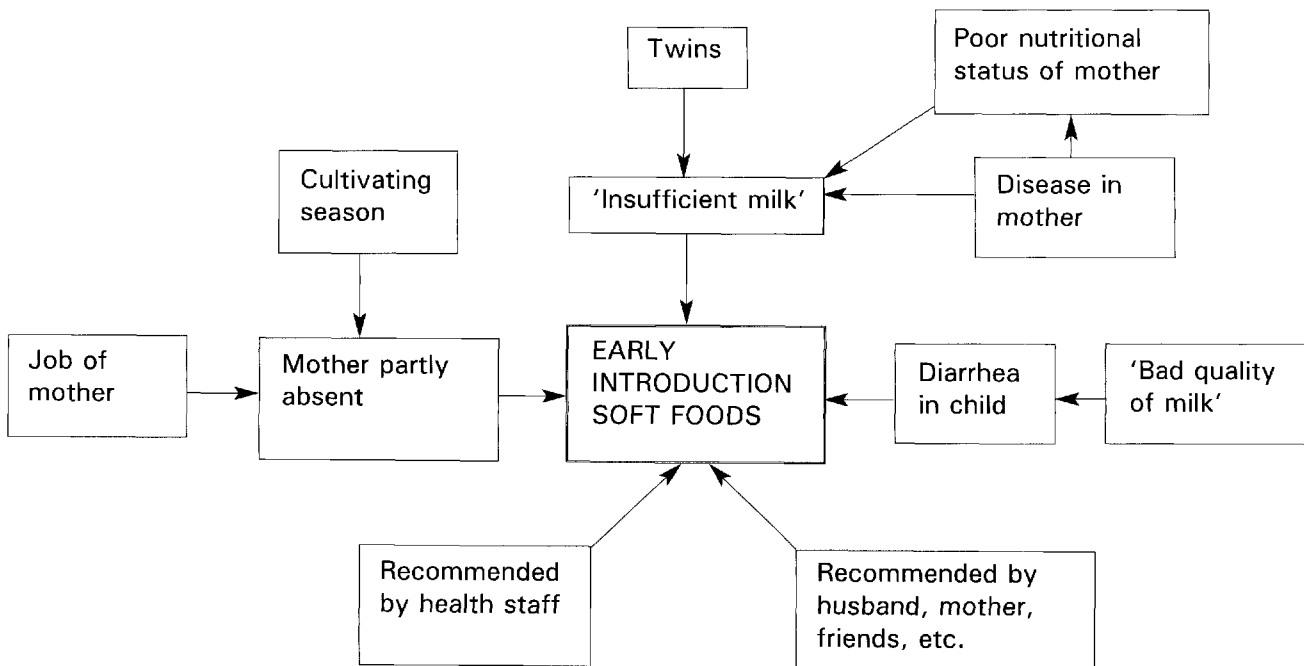 Twins
Poor nutritional
status of mother
Cultivating
season
'Insufficient milk'
Disease in
mother
Job of
mother
Mother partly
absent
EARLY
INTRODUCTION
SOFT FOODS
Diarrhea
in child
'Bad quality
of milk'
Recommended
by health staff
Recommended by
husband, mother,
friends, etc.